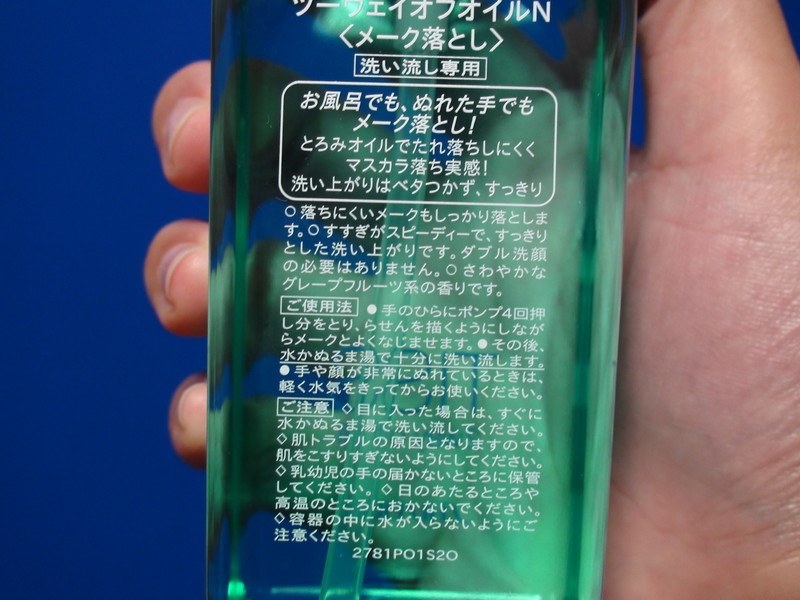 ツーウェイオフオイルN
〈メーク落とし〉
洗い流し専用
お風呂でも、ぬれた手でも
メーク落とし!
とろみオイルでたれ落ちしにくく
マスカラ落ち実感!
洗い上がりはベタつかず、すっきり
○落ちにくいメークもしっかり落としま
す。○すすぎがスピーディーで、すっきり
とした洗い上がりです。ダブル洗顔
の必要はありません。○さわやかな
グレープフルーツ系の香りです。
ご使用法 ●手のひらにポンプ4回押
し分をとり、らせんを描くようにしなが
らメークとよくなじませます。●その後、
水かぬるま湯で十分に洗い流します。
●手や顔が非常にぬれているときは、
軽く水気をきってからお使いください。
ご注意 ◇目に入った場合は、すぐに
水かぬるま湯で洗い流してください。
◇肌トラブルの原因となりますので、
肌をこすりすぎないようにしてください。
◇乳幼児の手の届かないところに保管
してください。◇日のあたるところや
高温のところにおかないでください。
◇容器の中に水が入らないようにご
注意ください。
2781PO1S2O